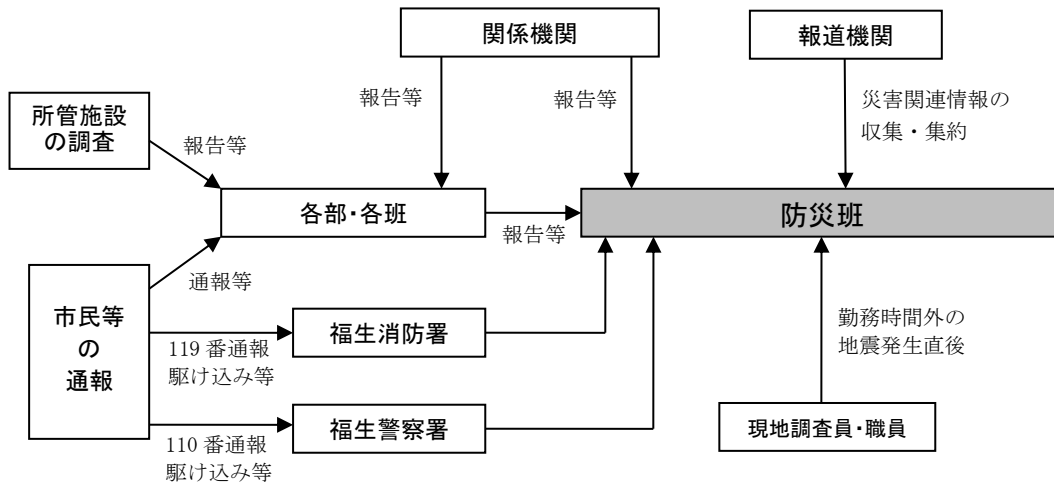 関係機関
報道機関
報告等
報告等
災害関連情報の
収集・集約
所管施設
の調査
報告等
各部・各班
報告等
防災班
通報等
市民等
の
通報
福生消防署
119 番通報
駆け込み等
勤務時間外の
地震発生直後
福生警察署
110 番通報
駆け込み等
現地調査員・職員